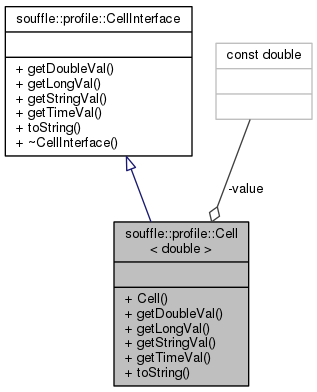 souffle::profile::CellInterface
+ getDoubleVal()
+ getLongVal()
+ getStringVal()
+ getTimeVal()
+ toString()
+ ~CellInterface()
const double
-value
souffle::profile::Cell
< double >
+ Cell()
+ getDoubleVal()
+ getLongVal()
+ getStringVal()
+ getTimeVal()
+ toString()